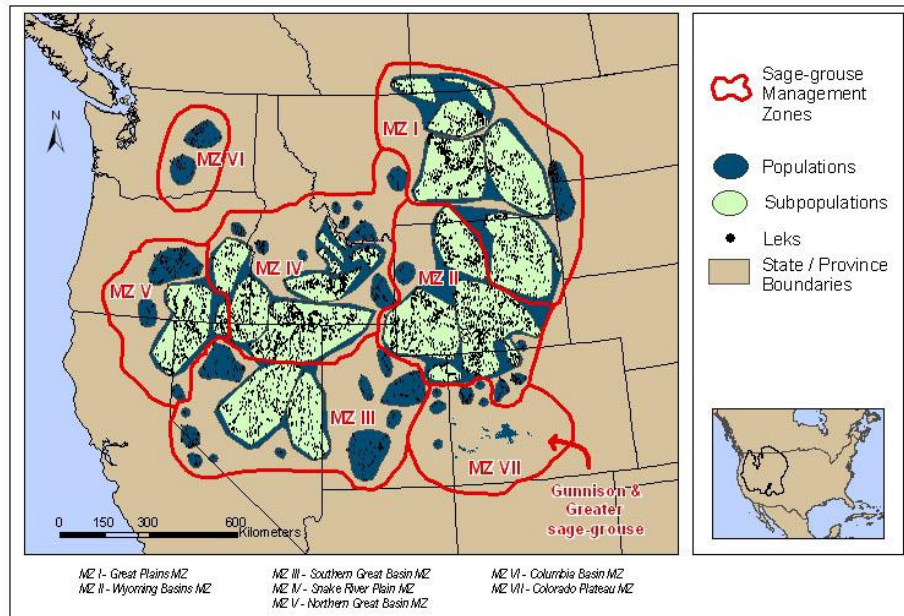 N
MZ I
MZ VI
MZ IV
MZ II
MZ V
MZ III
MZ VII
Gunnison &
Greater
sage-grouse
0 150 300 600
Kilometers
Sage-grouse
Management
Zones
Populations
Subpopulations
Leks
State / Province
Boundaries
MZ I - Great Plains MZ
MZ II - Wyoming Basins MZ
MZ III - Southern Great Basin MZ
MZ IV - Snake River Plain MZ
MZ V - Northern Great Basin MZ
MZ VI - Columbia Basin MZ
MZ VII - Colorado Plateau MZ